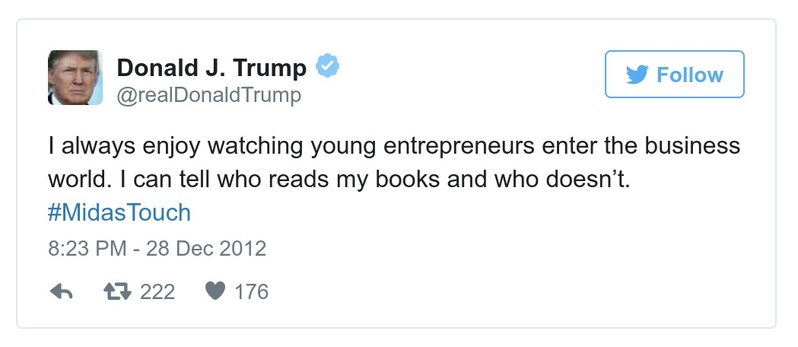 Donald J. Trump
@realDonaldTrump
Follow
I always enjoy watching young entrepreneurs enter the business
world. I can tell who reads my books and who doesn’t.
#MidasTouch
8:23 PM - 28 Dec 2012
222 176